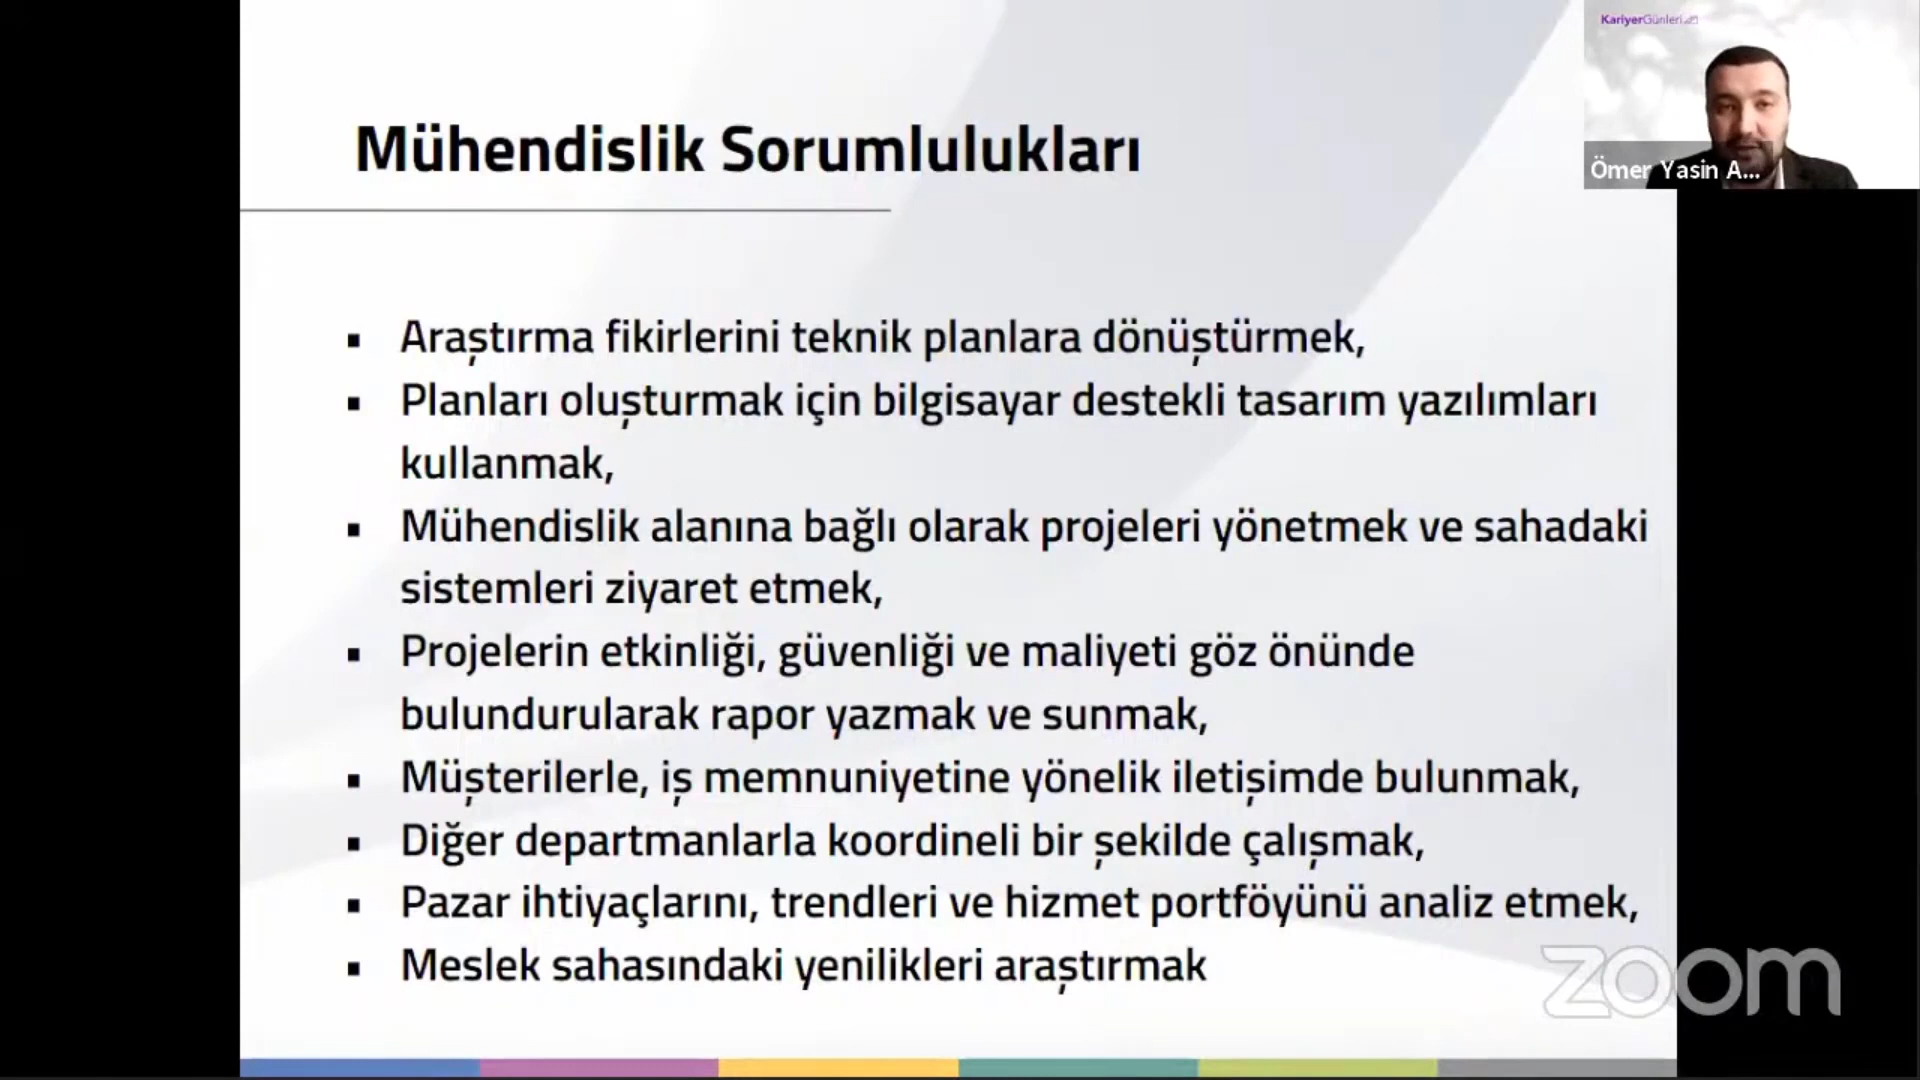 KariyerGünleri
Ömer Yasin A...
Mühendislik Sorumlulukları
▪ Araştırma fikirlerini teknik planlara dönüştürmek,
▪ Planları oluşturmak için bilgisayar destekli tasarım yazılımları
kullanmak,
▪ Mühendislik alanına bağlı olarak projeleri yönetmek ve sahadaki
sistemleri ziyaret etmek,
▪ Projelerin etkinliği, güvenliği ve maliyeti göz önünde
bulundurularak rapor yazmak ve sunmak,
▪ Müşterilerle, iş memnuniyetine yönelik iletişimde bulunmak,
▪ Diğer departmanlarla koordineli bir şekilde çalışmak,
▪ Pazar ihtiyaçlarını, trendleri ve hizmet portföyünü analiz etmek,
▪ Meslek sahasındaki yenilikleri araştırmak
zoom